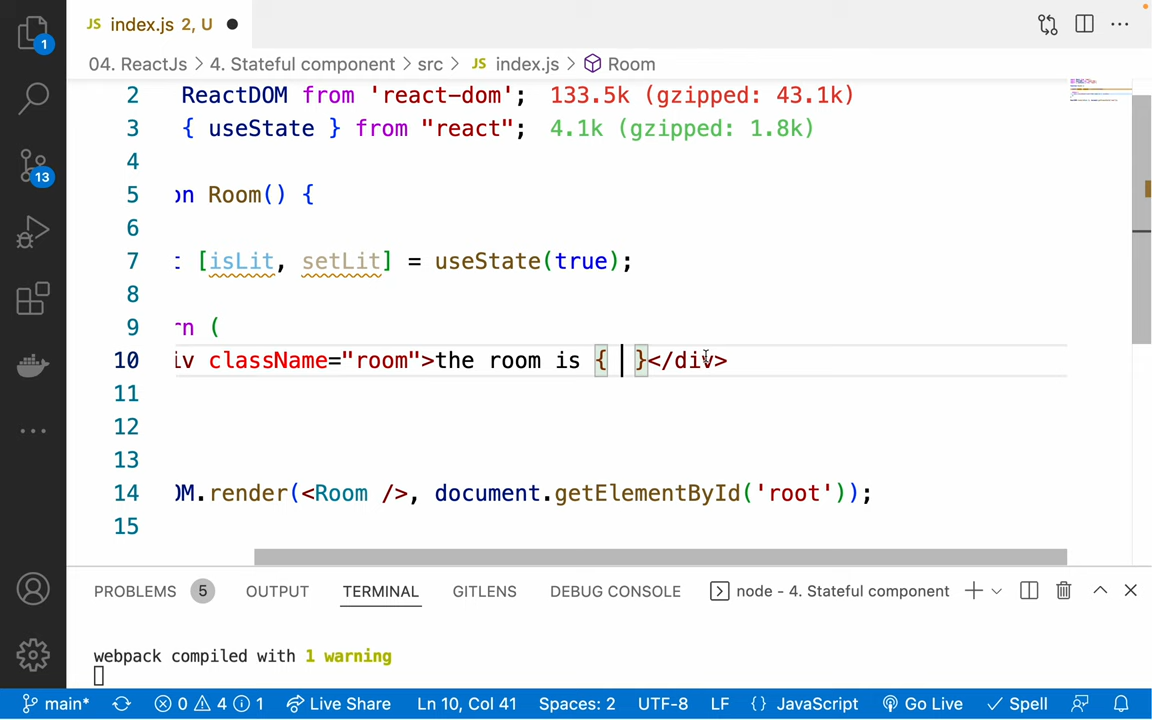 JS index.js 2, U
04. ReactJs > 4. Stateful component > src > JS index.js > Room
2 ReactDOM from 'react-dom'; 133.5k (gzipped: 43.1k)
3 { useState } from "react"; 4.1k (gzipped: 1.8k)
4
5 on Room() {
6
7 t [isLit, setLit] = useState(true);
8
9 rn (
10 iv className="room">the room is { }</div>
11
12
13
14 OM.render(<Room />, document.getElementById('root'));
15
1
13
PROBLEMS 5 OUTPUT TERMINAL GITLENS DEBUG CONSOLE node - 4. Stateful component
webpack compiled with 1 warning
main* 0 4 1 Live Share Ln 10, Col 41 Spaces: 2 UTF-8 LF {} JavaScript Go Live Spell